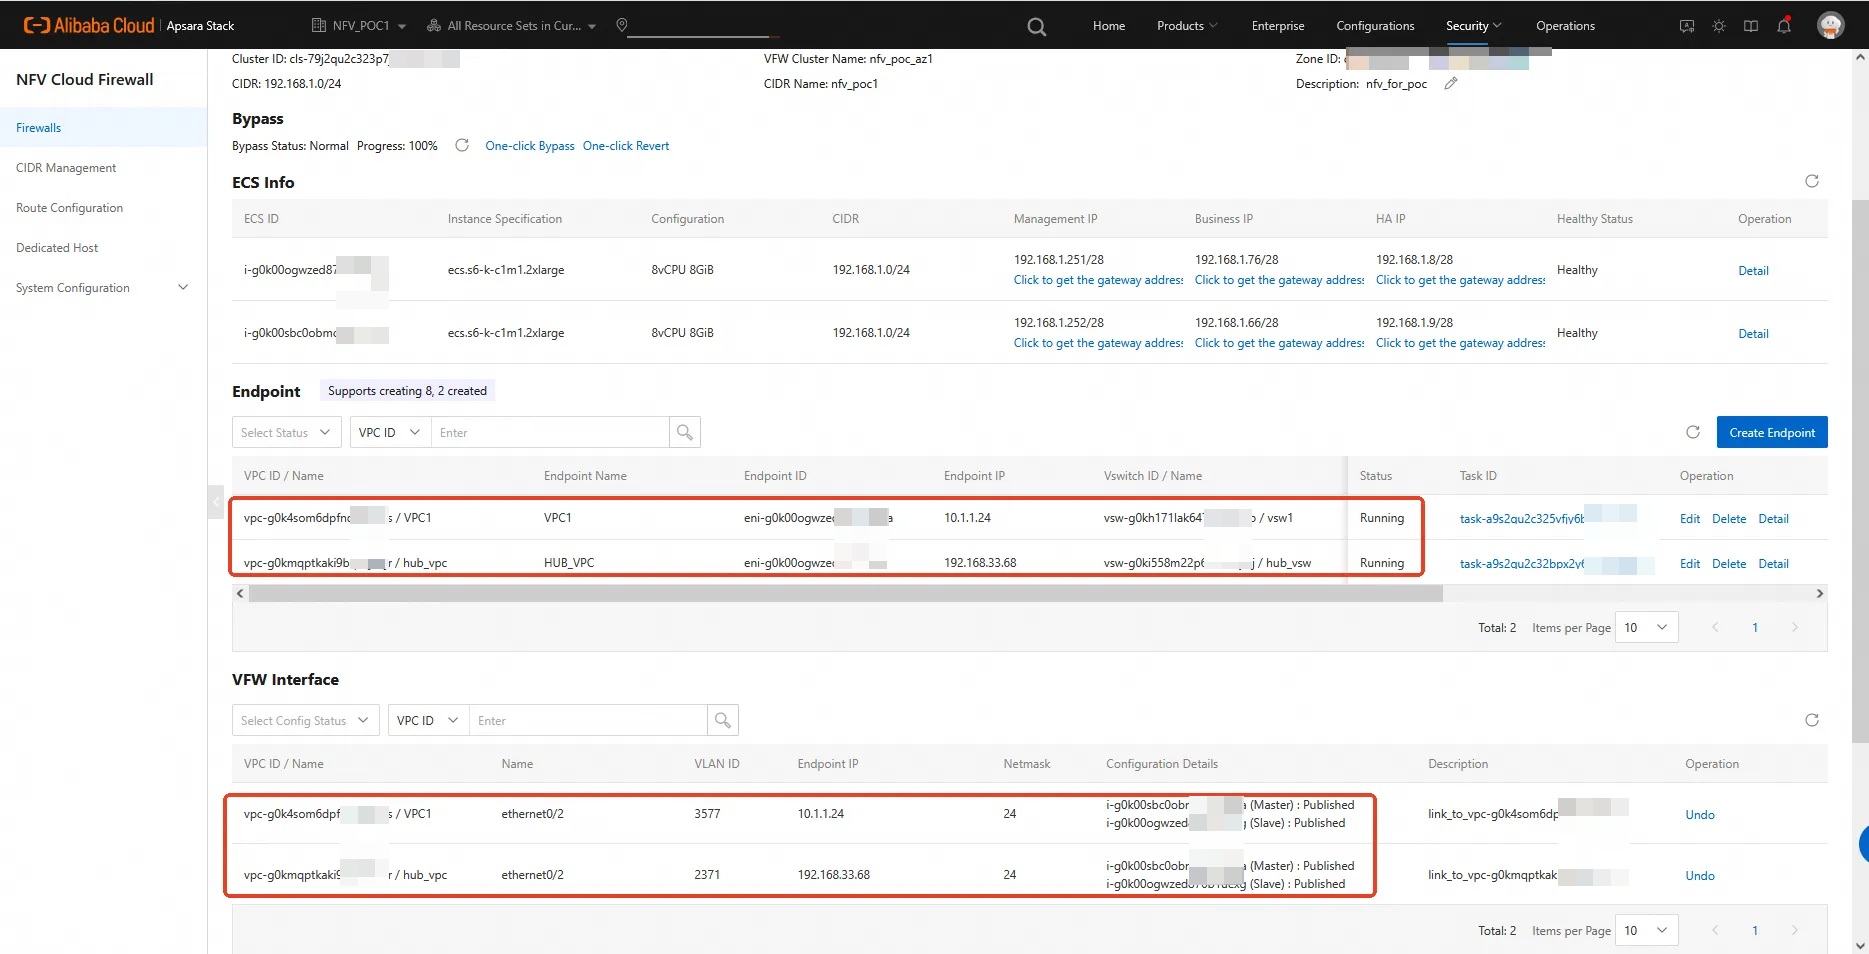 Alibaba Cloud | Apsara Stack
NFV_POC1
All Resource Sets in Cur...
Home
Products
Enterprise
Configurations
Security
Operations
NFV Cloud Firewall
Firewalls
CIDR Management
Route Configuration
Dedicated Host
System Configuration
Cluster ID: cls-79j2qu2c323p7
VFW Cluster Name: nfv_poc_az1
Zone ID:
CIDR: 192.168.1.0/24
CIDR Name: nfv_poc1
Description: nfv_for_poc
Bypass
Bypass Status: Normal Progress: 100% One-click Bypass One-click Revert
ECS Info
ECS ID Instance Specification Configuration CIDR Management IP Business IP HA IP Healthy Status Operation
i-g0k00ogwzed87 ecs.s6-k-c1m1.2xlarge 8vCPU 8GiB 192.168.1.0/24 192.168.1.251/28 192.168.1.76/28 192.168.1.8/28 Healthy Detail
Click to get the gateway address Click to get the gateway address Click to get the gateway address
i-g0k00sbc0obmc ecs.s6-k-c1m1.2xlarge 8vCPU 8GiB 192.168.1.0/24 192.168.1.252/28 192.168.1.66/28 192.168.1.9/28 Healthy Detail
Click to get the gateway address Click to get the gateway address Click to get the gateway address
Endpoint Supports creating 8, 2 created
Select Status VPC ID Enter Create Endpoint
VPC ID / Name Endpoint Name Endpoint ID Endpoint IP Vswitch ID / Name Status Task ID Operation
vpc-g0k4som6dpfnc s / VPC1 VPC1 eni-g0k00ogwzec a 10.1.1.24 vsw-g0kh171lak64 / vsw1 Running task-a9s2qu2c325vfjy6b Edit Delete Detail
vpc-g0kmqptkaki9b r / hub_vpc HUB_VPC eni-g0k00ogwzec 192.168.33.68 vsw-g0ki558m22p6 j / hub_vsw Running task-a9s2qu2c32bpx2y6 Edit Delete Detail
Total: 2 Items per Page 10 1
VFW Interface
Select Config Status VPC ID Enter
VPC ID / Name Name VLAN ID Endpoint IP Netmask Configuration Details Description Operation
vpc-g0k4som6dpf s / VPC1 ethernet0/2 3577 10.1.1.24 24 i-g0k00sbc0obr a (Master) : Published link_to_vpc-g0k4som6dp Undo
i-g0k00ogwzed (Slave) : Published
vpc-g0kmqptkaki9 r / hub_vpc ethernet0/2 2371 192.168.33.68 24 i-g0k00sbc0obr a (Master) : Published link_to_vpc-g0kmqptkak Undo
i-g0k00ogwzed (Slave) : Published
Total: 2 Items per Page 10 1